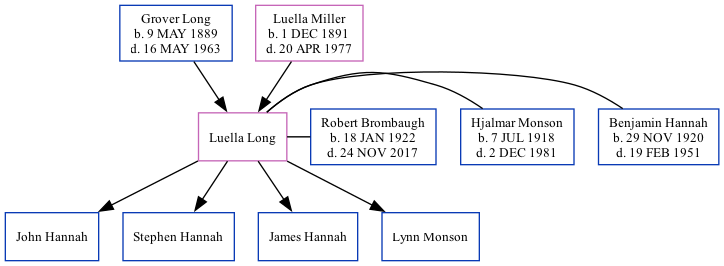 Grover Long
b. 9 MAY 1889
d. 16 MAY 1963
Luella Miller
b. 1 DEC 1891
d. 20 APR 1977
Luella Long
Robert Brombaugh
b. 18 JAN 1922
d. 24 NOV 2017
Hjalmar Monson
b. 7 JUL 1918
d. 2 DEC 1981
Benjamin Hannah
b. 29 NOV 1920
d. 19 FEB 1951
John Hannah
Stephen Hannah
James Hannah
Lynn Monson